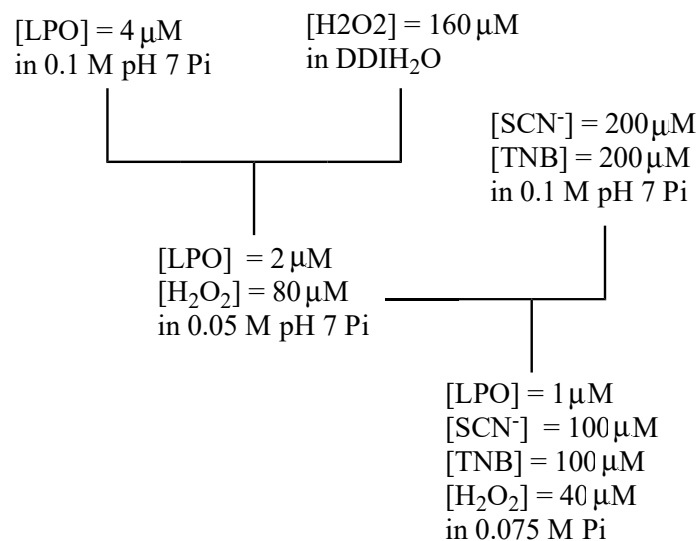 [LPO] = 4 µM
in 0.1 M pH 7 Pi
[H2O2] = 160 µM
in DDIH₂O
[SCN⁻] = 200 µM
[TNB] = 200 µM
in 0.1 M pH 7 Pi
[LPO] = 2 µM
[H₂O₂] = 80 µM
in 0.05 M pH 7 Pi
[LPO] = 1 µM
[SCN⁻] = 100 µM
[TNB] = 100 µM
[H₂O₂] = 40 µM
in 0.075 M Pi